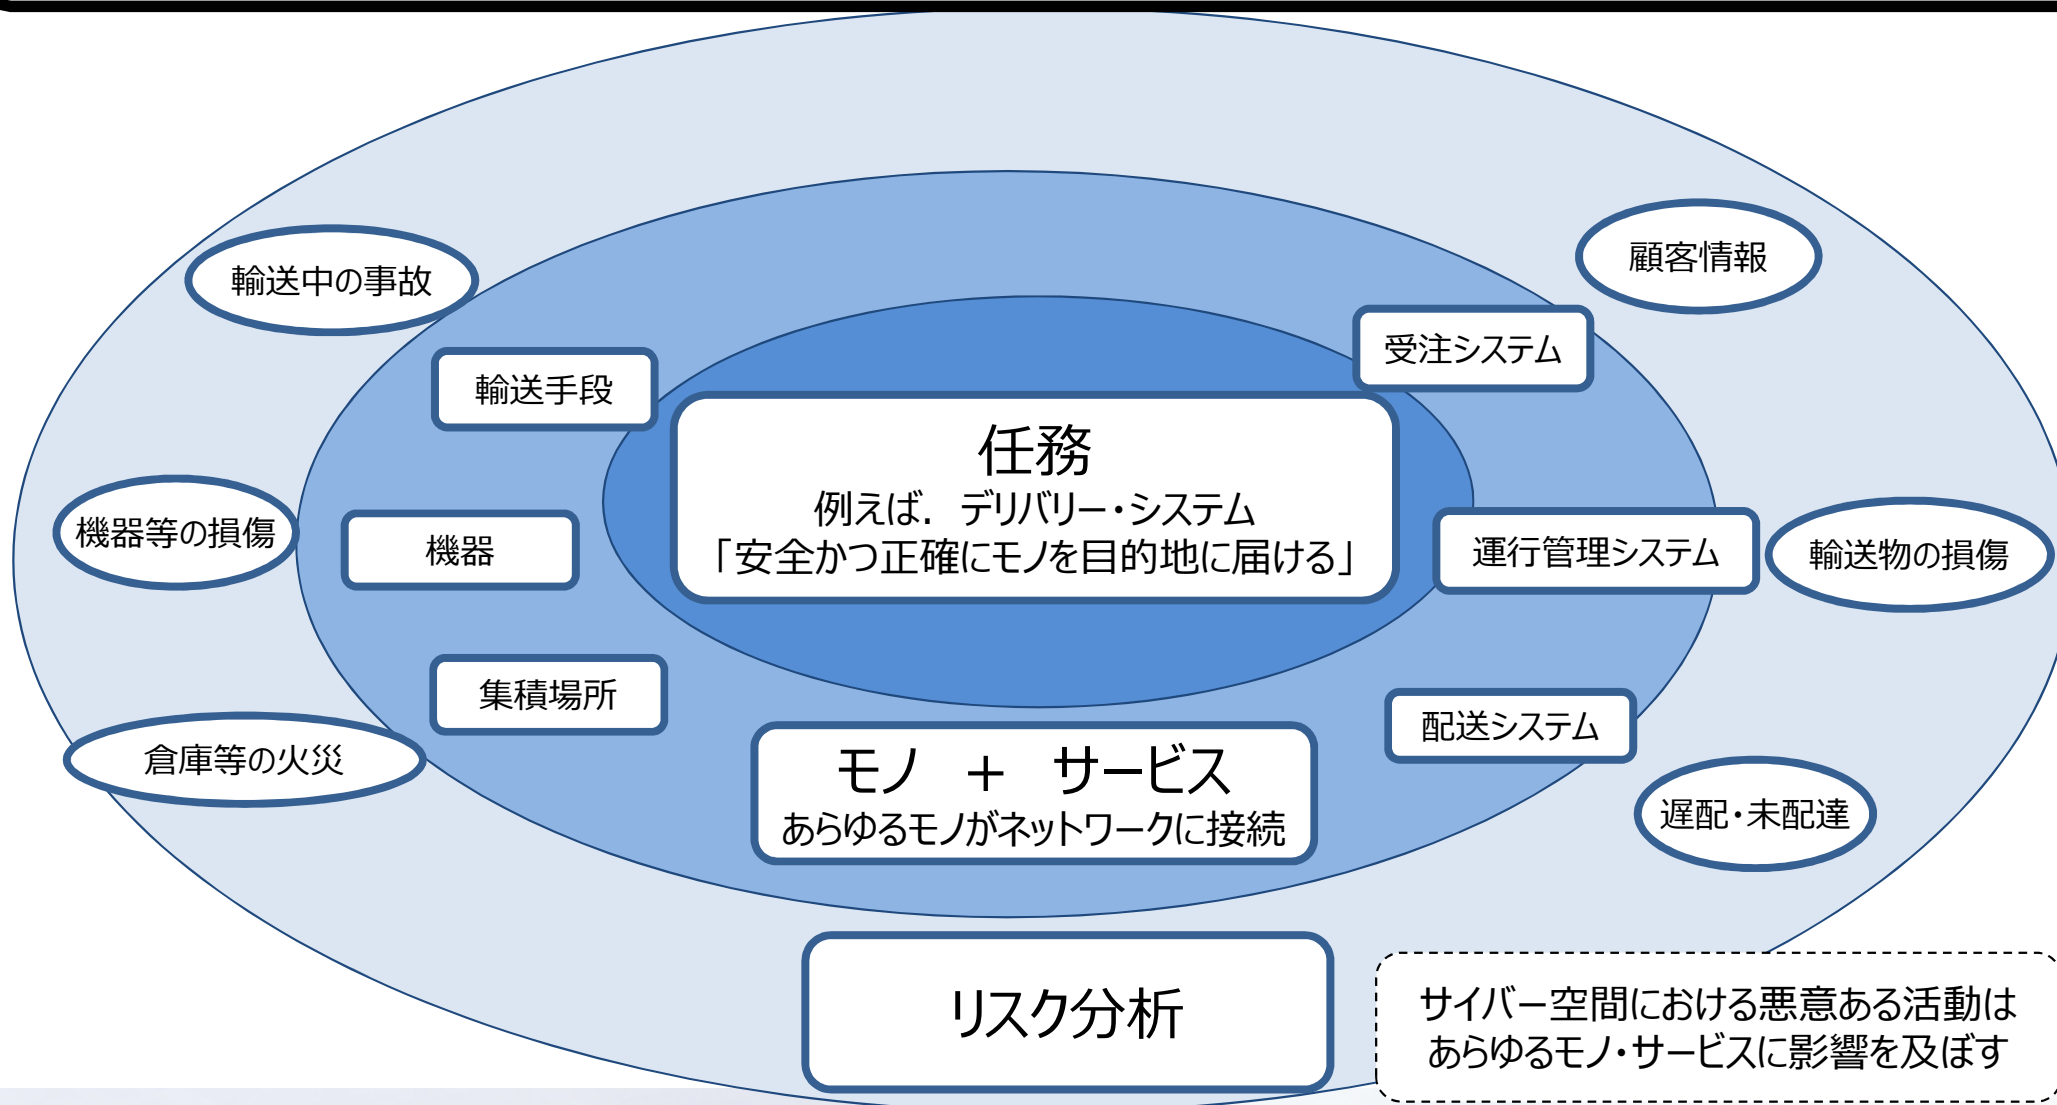 輸送中の事故
顧客情報
受注システム
輸送手段
任務
例えば．デリバリー・システム
「安全かつ正確にモノを目的地に届ける」
機器等の損傷
機器
運行管理システム
輸送物の損傷
集積場所
配送システム
倉庫等の火災
モノ + サービス
あらゆるモノがネットワークに接続
遅配・未配達
リスク分析
サイバー空間における悪意ある活動は
あらゆるモノ・サービスに影響を及ぼす